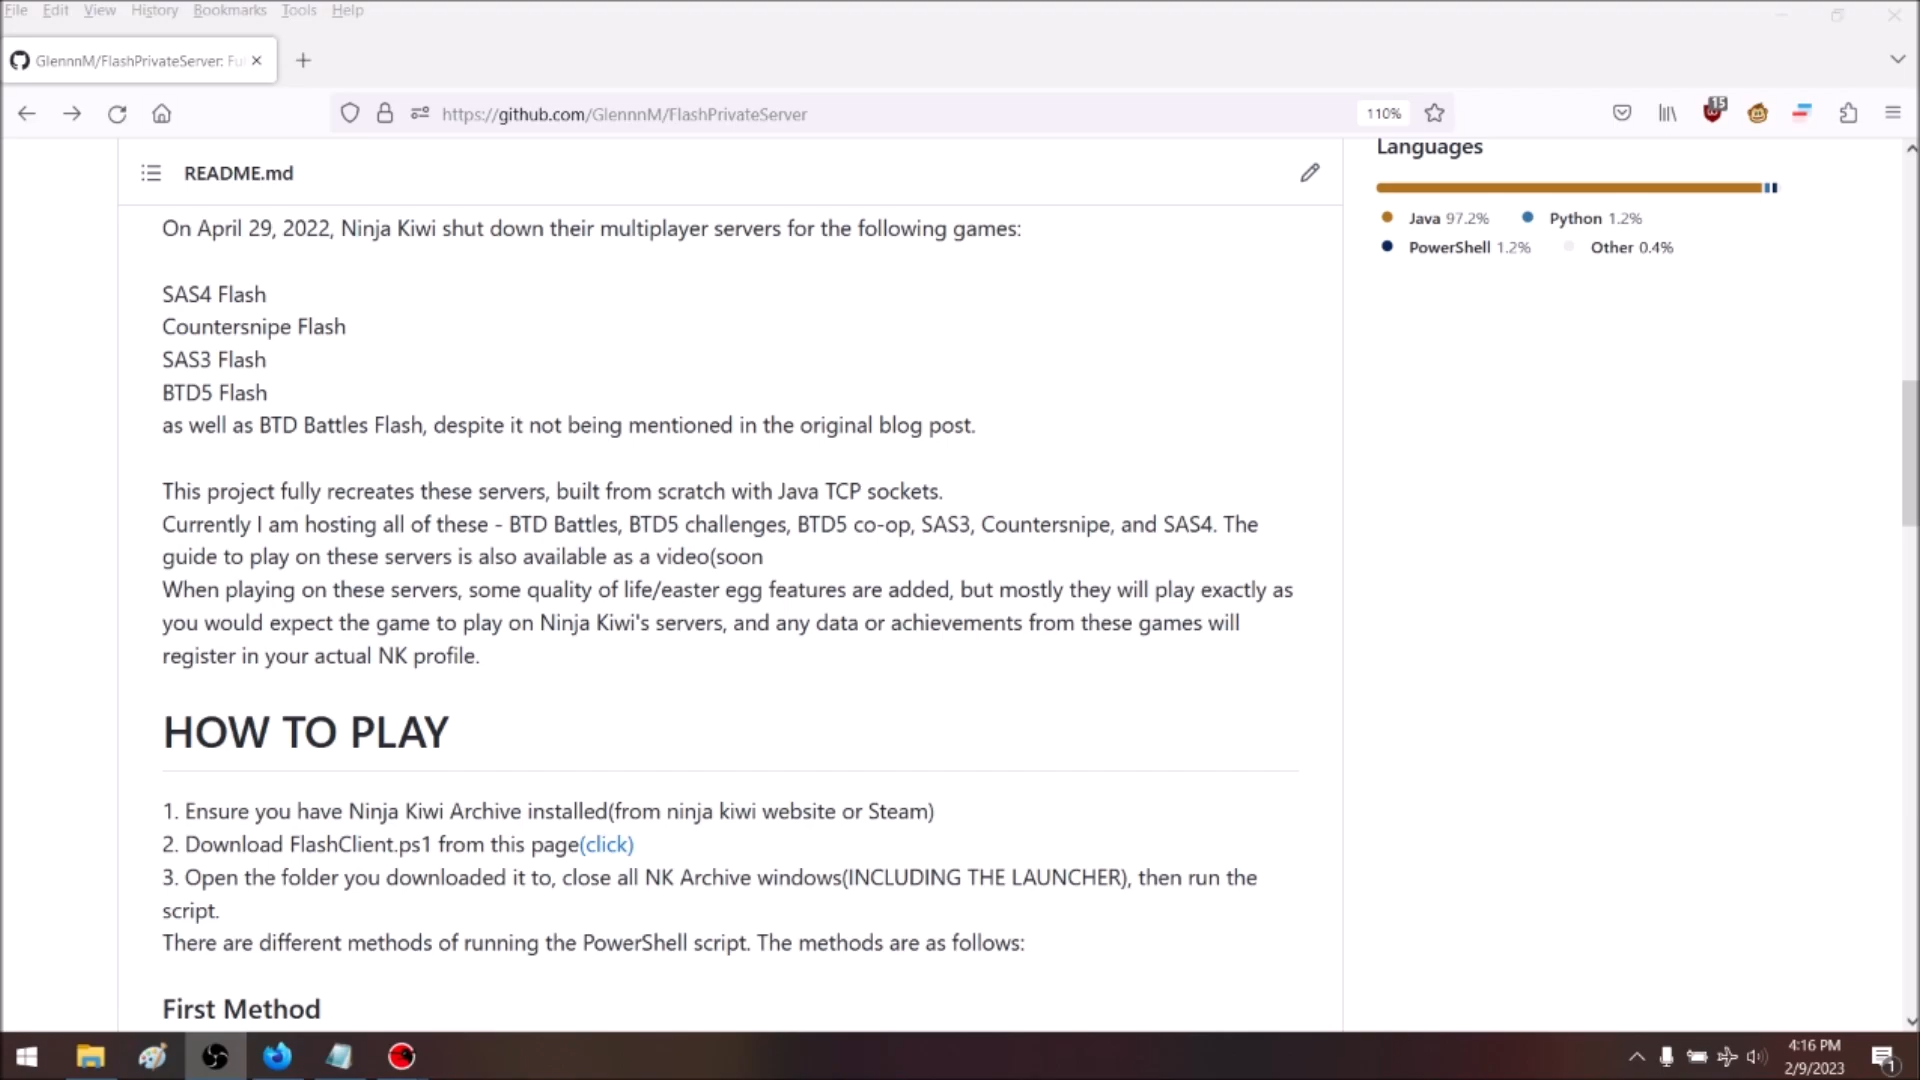 File Edit View History Bookmarks Tools Help
GlennnM/FlashPrivateServer: Ful
https://github.com/GlennnM/FlashPrivateServer 110% 15
README.md
On April 29, 2022, Ninja Kiwi shut down their multiplayer servers for the following games:
SAS4 Flash
Countersnipe Flash
SAS3 Flash
BTD5 Flash
as well as BTD Battles Flash, despite it not being mentioned in the original blog post.
This project fully recreates these servers, built from scratch with Java TCP sockets.
Currently I am hosting all of these - BTD Battles, BTD5 challenges, BTD5 co-op, SAS3, Countersnipe, and SAS4. The
guide to play on these servers is also available as a video(soon
When playing on these servers, some quality of life/easter egg features are added, but mostly they will play exactly as
you would expect the game to play on Ninja Kiwi's servers, and any data or achievements from these games will
register in your actual NK profile.
HOW TO PLAY
1. Ensure you have Ninja Kiwi Archive installed(from ninja kiwi website or Steam)
2. Download FlashClient.ps1 from this page(click)
3. Open the folder you downloaded it to, close all NK Archive windows(INCLUDING THE LAUNCHER), then run the
script.
There are different methods of running the PowerShell script. The methods are as follows:
First Method
Languages
Java 97.2% Python 1.2%
PowerShell 1.2% Other 0.4%
4:16 PM
2/9/2023
1